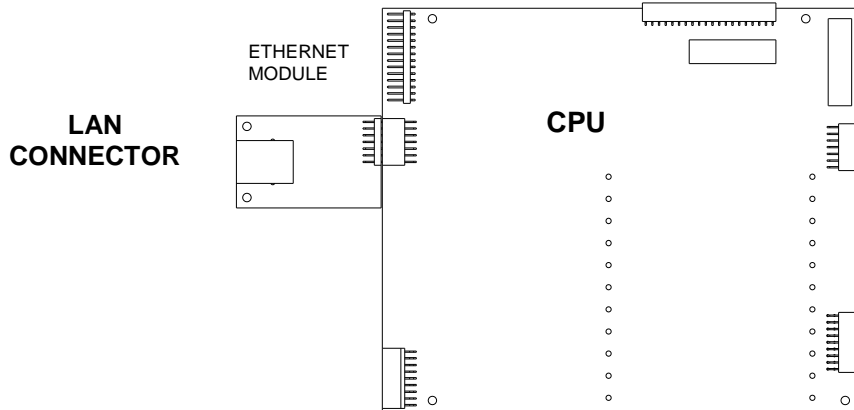 ETHERNET
MODULE
LAN
CONNECTOR
CPU